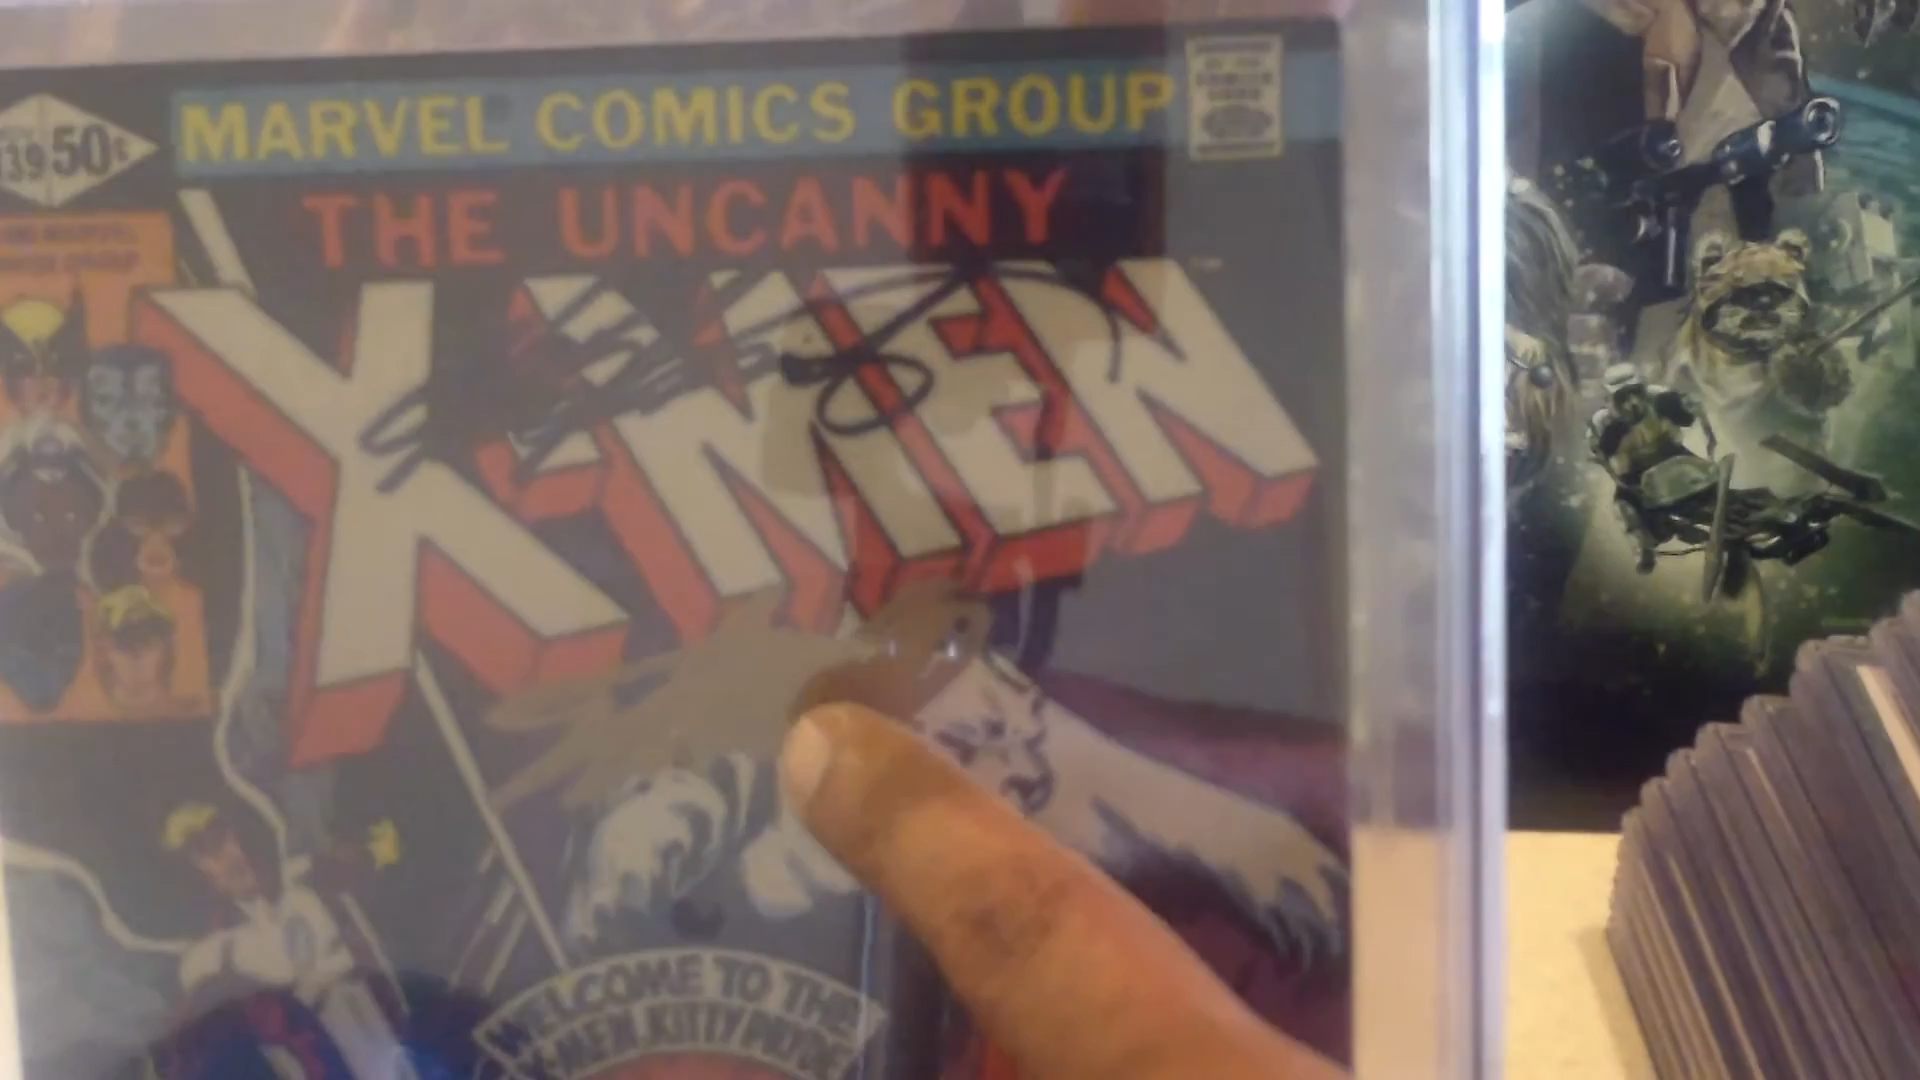 MARVEL COMICS GROUP
139 50¢
THE UNCANNY
X-MEN
WELCOME TO THE
X-MEN, KITTY PRYDE